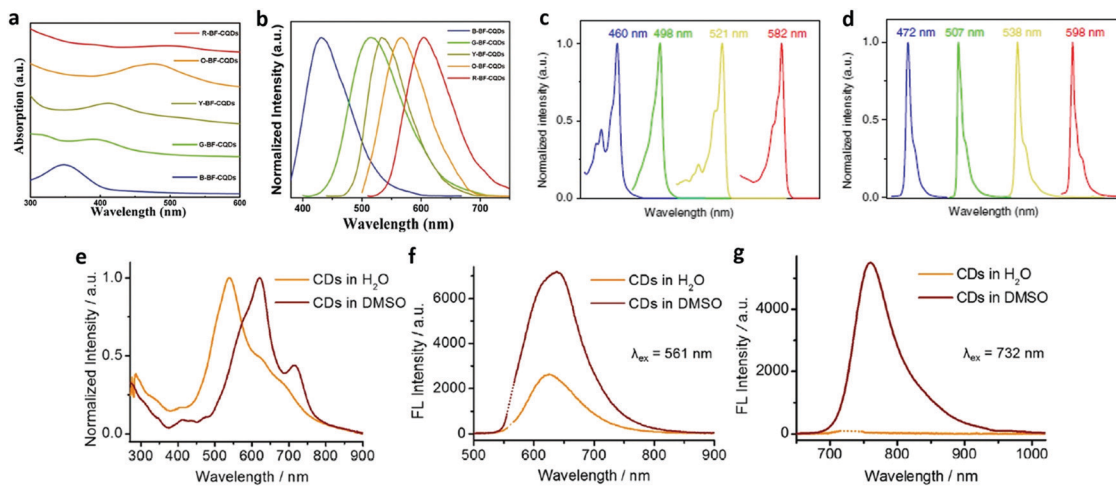 a
Absorption (a.u.)
R-BF-CQDs
O-BF-CQDs
Y-BF-CQDs
G-BF-CQDs
B-BF-CQDs
300 400 500 600
Wavelength (nm)
b
Normalized Intensity (a.u.)
B-BF-CQDs
G-BF-CQDs
Y-BF-CQDs
O-BF-CQDs
R-BF-CQDs
400 500 600 700
Wavelength (nm)
c
460 nm 498 nm 521 nm 582 nm
Normalized intensity (a.u.)
1.0
0.5
0.0
Wavelength (nm)
d
472 nm 507 nm 538 nm 598 nm
Normalized intensity (a.u.)
1.0
0.5
0.0
Wavelength (nm)
e
Normalized Intensity / a.u.
1.0
0.5
0.0
CDs in H₂O
CDs in DMSO
300 400 500 600 700 800 900
Wavelength / nm
f
FL Intensity / a.u.
6000
4000
2000
0
CDs in H₂O
CDs in DMSO
λex = 561 nm
500 600 700 800 900
Wavelength / nm
g
FL Intensity / a.u.
4000
2000
0
CDs in H₂O
CDs in DMSO
λex = 732 nm
700 800 900 1000
Wavelength / nm